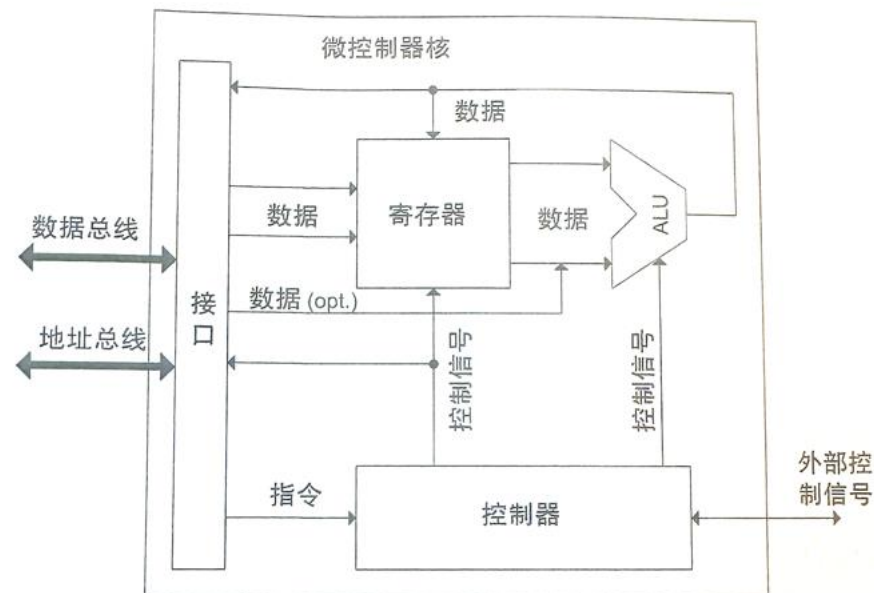 微控制器核
数据
寄存器
数据
数据
ALU
数据总线
接
口
数据 (opt.)
地址总线
控制信号
控制信号
指令
控制器
外部控
制信号